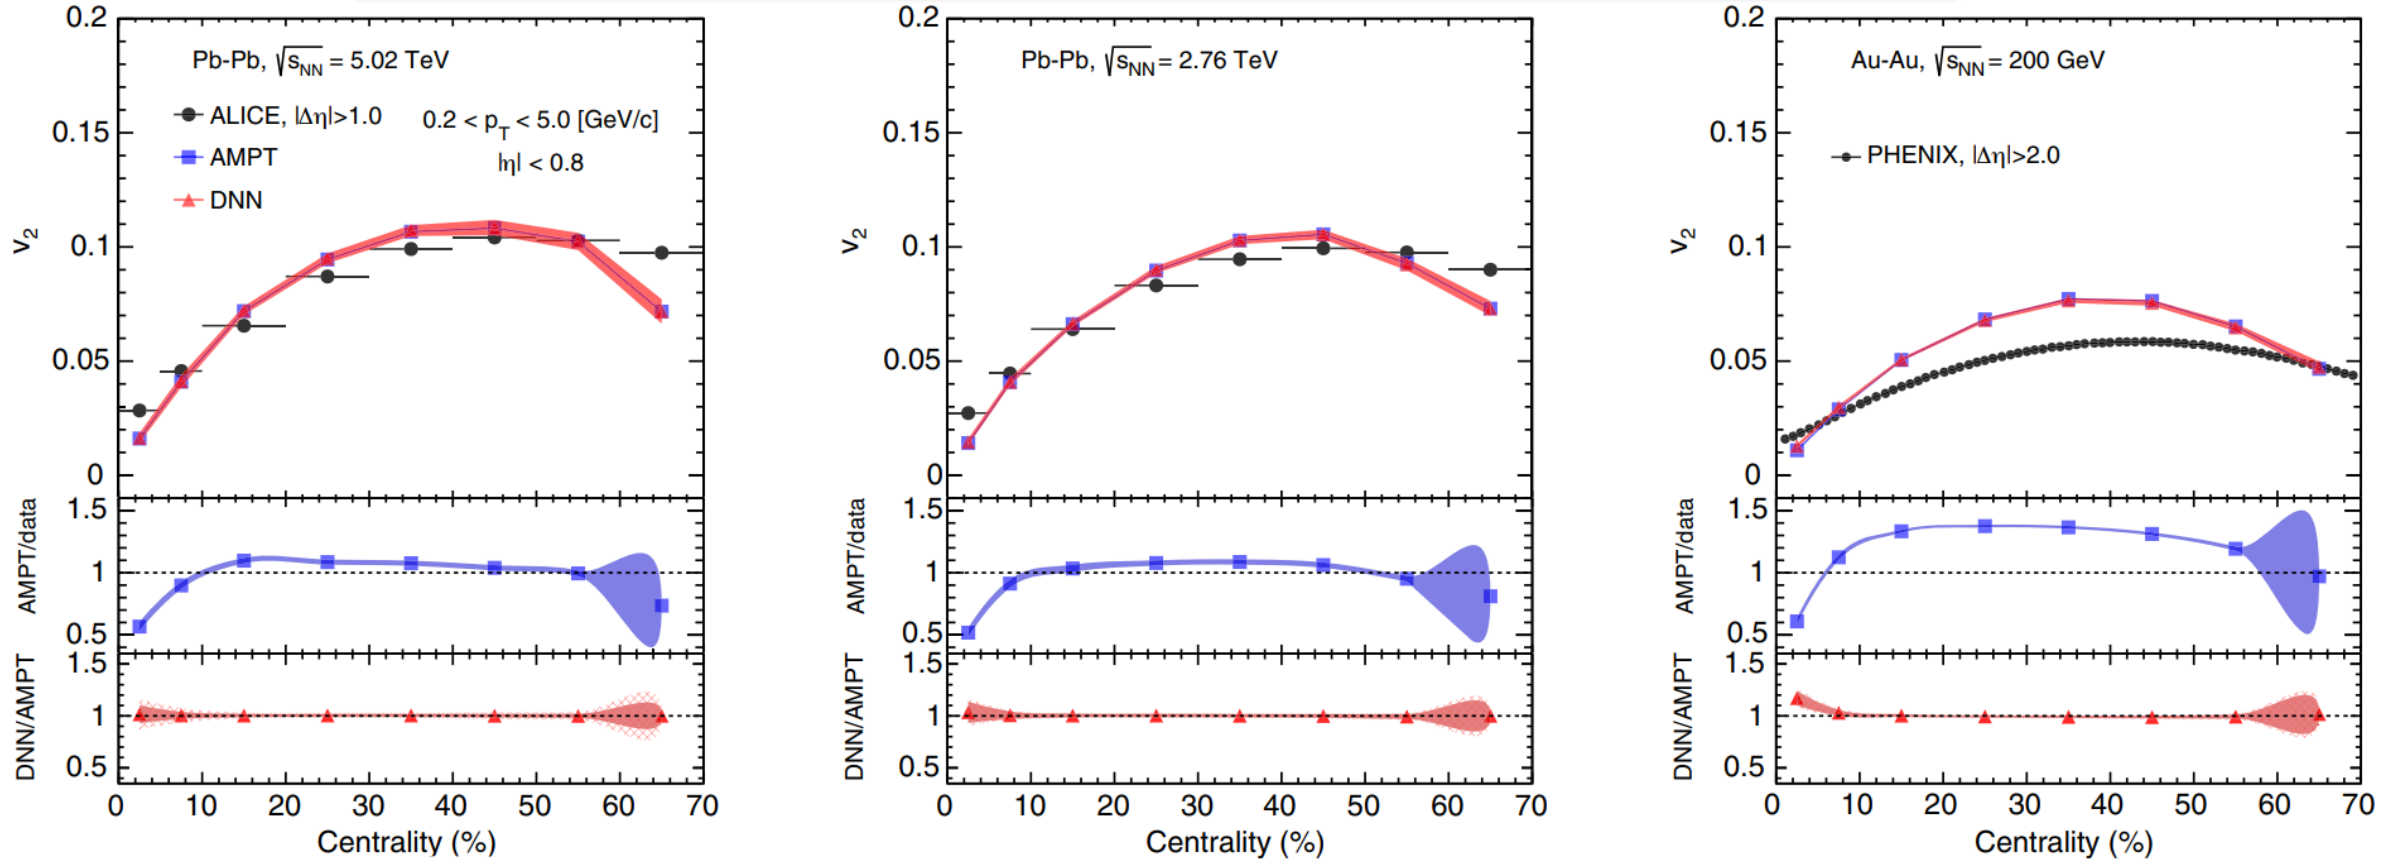 Pb-Pb, √sNN = 5.02 TeV
ALICE, |Δη|>1.0
0.2 < pT < 5.0 [GeV/c]
|η| < 0.8
AMPT
DNN
v2
0.2
0.15
0.1
0.05
0
AMPT/data
1.5
1
0.5
DNN/AMPT
1.5
1
0.5
0 10 20 30 40 50 60 70
Centrality (%)
Pb-Pb, √sNN = 2.76 TeV
v2
0.2
0.15
0.1
0.05
0
AMPT/data
1.5
1
0.5
DNN/AMPT
1.5
1
0.5
0 10 20 30 40 50 60 70
Centrality (%)
Au-Au, √sNN = 200 GeV
PHENIX, |Δη|>2.0
v2
0.2
0.15
0.1
0.05
0
AMPT/data
1.5
1
0.5
DNN/AMPT
1.5
1
0.5
0 10 20 30 40 50 60 70
Centrality (%)